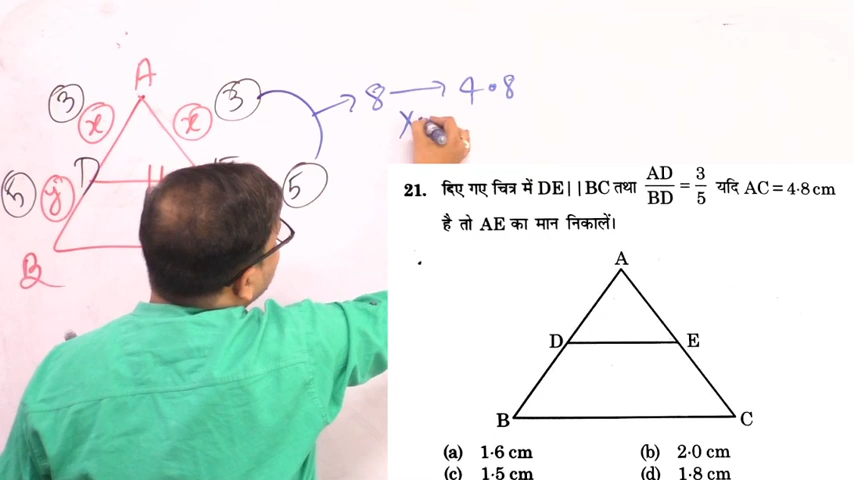 A
3
x
x
3
8 → 4.8
x
D
5
y
5
B
21. दिए गए चित्र में DE||BC तथा AD/BD = 3/5 यदि AC = 4·8 cm
है तो AE का मान निकालें।
A
D E
B C
(a) 1·6 cm (b) 2·0 cm
(c) 1·5 cm (d) 1·8 cm